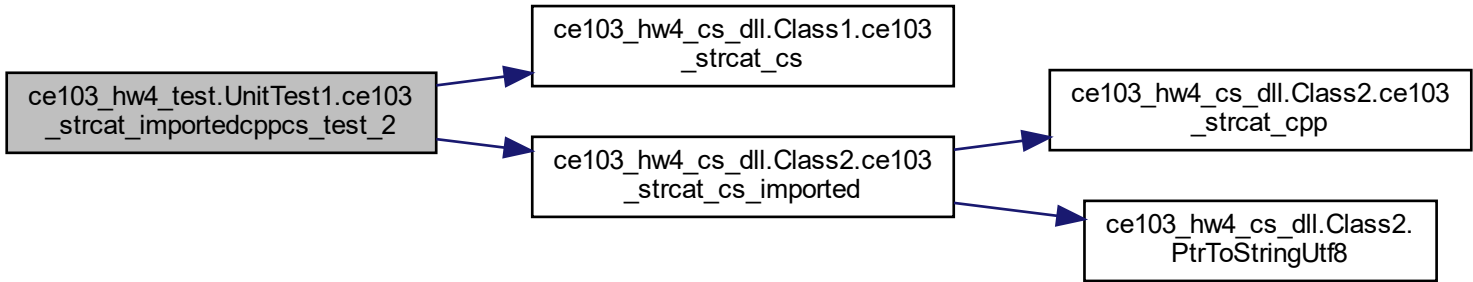 ce103_hw4_test.UnitTest1.ce103
_strcat_importedcppcs_test_2
ce103_hw4_cs_dll.Class1.ce103
_strcat_cs
ce103_hw4_cs_dll.Class2.ce103
_strcat_cs_imported
ce103_hw4_cs_dll.Class2.ce103
_strcat_cpp
ce103_hw4_cs_dll.Class2.
PtrToStringUtf8